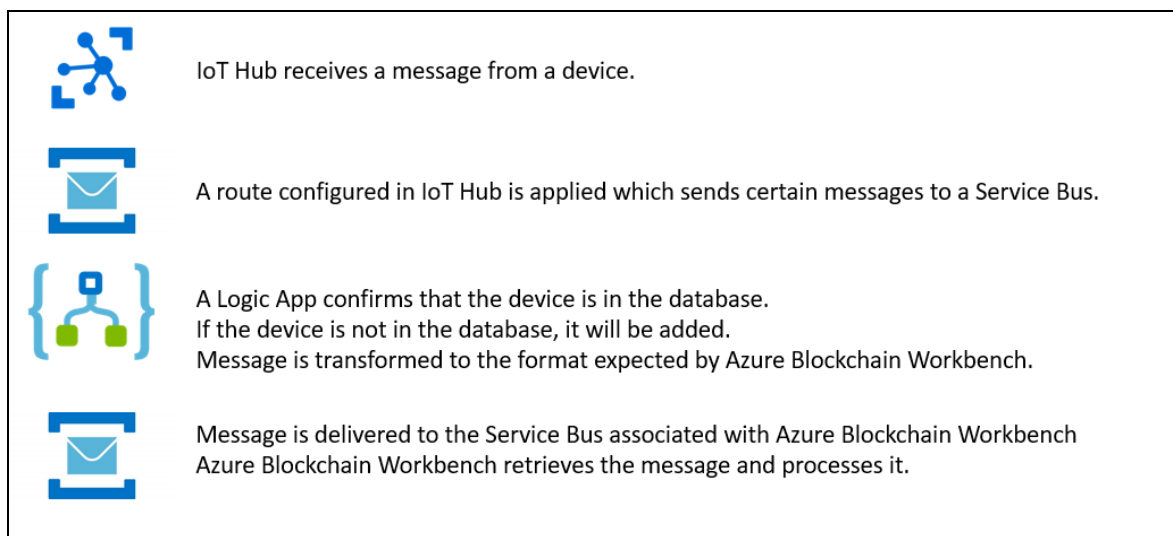 IoT Hub receives a message from a device.
A route configured in IoT Hub is applied which sends certain messages to a Service Bus.
A Logic App confirms that the device is in the database.
If the device is not in the database, it will be added.
Message is transformed to the format expected by Azure Blockchain Workbench.
Message is delivered to the Service Bus associated with Azure Blockchain Workbench
Azure Blockchain Workbench retrieves the message and processes it.